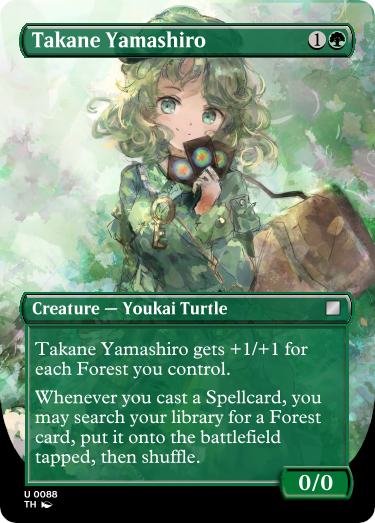 Takane Yamashiro
1
Creature — Youkai Turtle
Takane Yamashiro gets +1/+1 for
each Forest you control.
Whenever you cast a Spellcard, you
may search your library for a Forest
card, put it onto the battlefield
tapped, then shuffle.
0/0
U 0088
TH